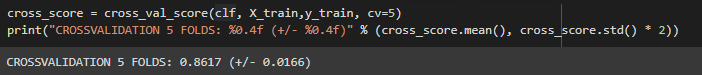 cross_score = cross_val_score(clf, X_train,y_train, cv=5)
print("CROSSVALIDATION 5 FOLDS: %0.4f (+/- %0.4f)" % (cross_score.mean(), cross_score.std() * 2))
CROSSVALIDATION 5 FOLDS: 0.8617 (+/- 0.0166)